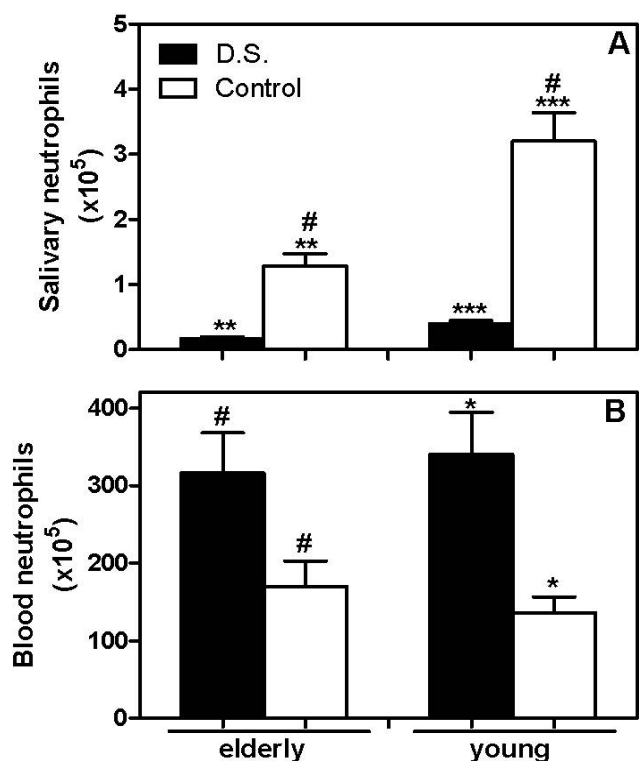 5
A
D.S.
Control
4
#
***
3
2
#
**
1
**
***
0
Salivary neutrophils
(x10⁵)
B
400
#
*
300
#
200
*
100
0
Blood neutrophils
(x10⁵)
elderly
young